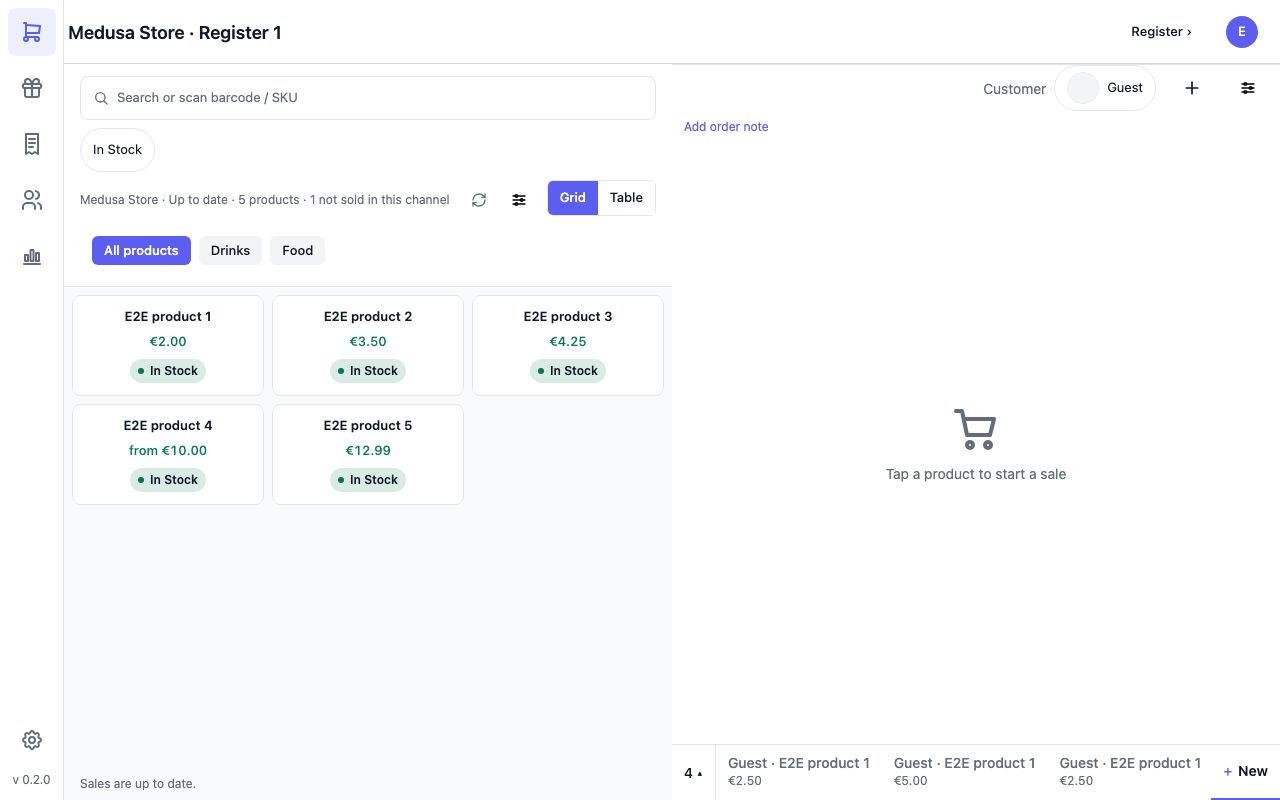 Medusa Store · Register 1
Register ›
E
Search or scan barcode / SKU
In Stock
Medusa Store · Up to date · 5 products · 1 not sold in this channel
Grid
Table
All products
Drinks
Food
E2E product 1
€2.00
In Stock
E2E product 2
€3.50
In Stock
E2E product 3
€4.25
In Stock
E2E product 4
from €10.00
In Stock
E2E product 5
€12.99
In Stock
Sales are up to date.
v 0.2.0
Customer
Guest
Add order note
Tap a product to start a sale
4 ▴
Guest · E2E product 1
€2.50
Guest · E2E product 1
€5.00
Guest · E2E product 1
€2.50
+ New